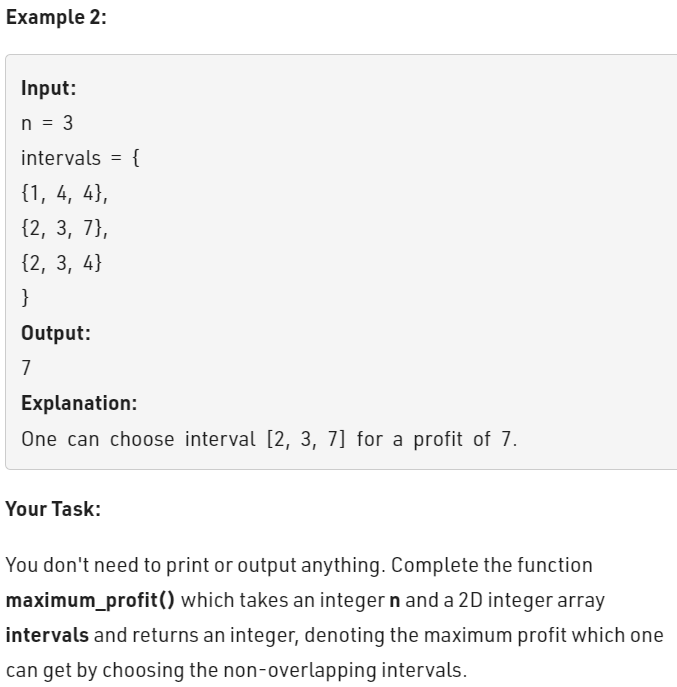 Example 2:
Input:
n = 3
intervals = {
{1, 4, 4},
{2, 3, 7},
{2, 3, 4}
}
Output:
7
Explanation:
One can choose interval [2, 3, 7] for a profit of 7.
Your Task:
You don't need to print or output anything. Complete the function
maximum_profit() which takes an integer n and a 2D integer array
intervals and returns an integer, denoting the maximum profit which one
can get by choosing the non-overlapping intervals.